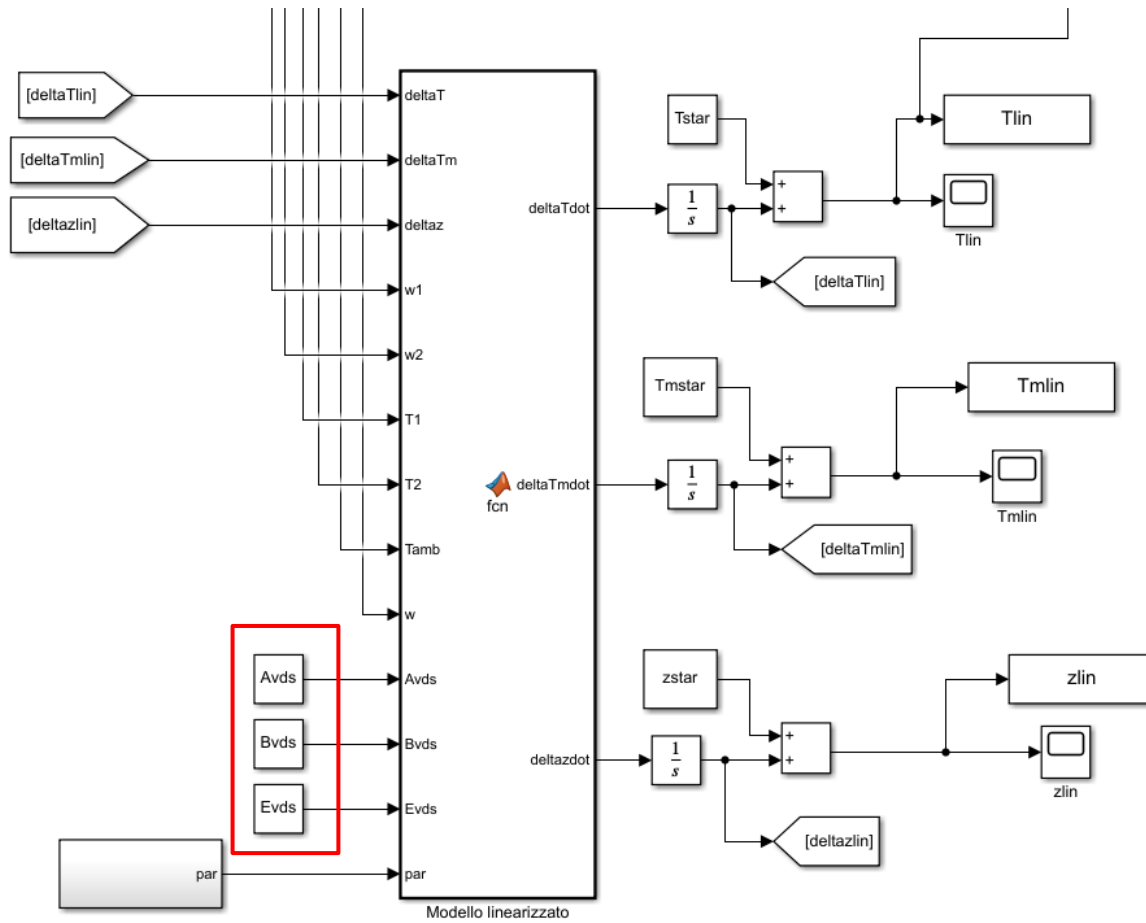 [deltaTlin]
[deltaTmlin]
[deltazlin]
Avds
Bvds
Evds
par
deltaT
deltaTm
deltaz
w1
w2
T1
T2
Tamb
w
Avds
Bvds
Evds
par
fcn
deltaTdot
deltaTmdot
deltazdot
Modello linearizzato
Tstar
+
+
1
s
[deltaTlin]
Tlin
Tlin
Tmstar
+
+
1
s
[deltaTmlin]
Tmlin
Tmlin
zstar
+
+
1
s
[deltazlin]
zlin
zlin